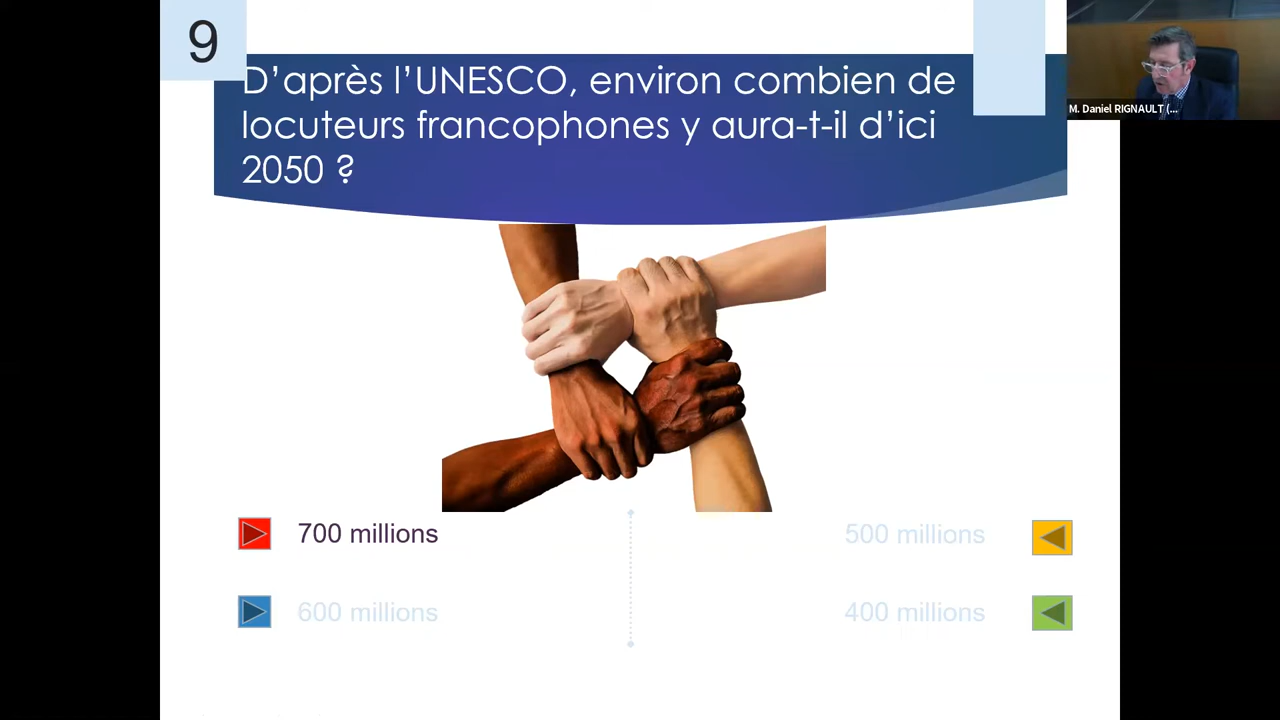 9
D’après l’UNESCO, environ combien de
locuteurs francophones y aura-t-il d’ici
2050 ?
M. Daniel RIGNAULT (...
700 millions
500 millions
600 millions
400 millions